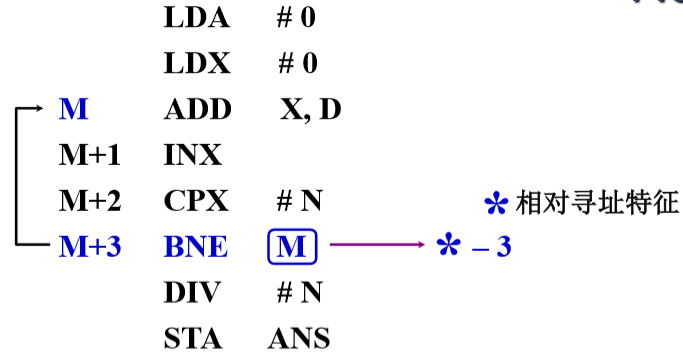 LDA # 0
LDX # 0
M ADD X, D
M+1 INX
M+2 CPX # N * 相对寻址特征
M+3 BNE M * – 3
DIV # N
STA ANS